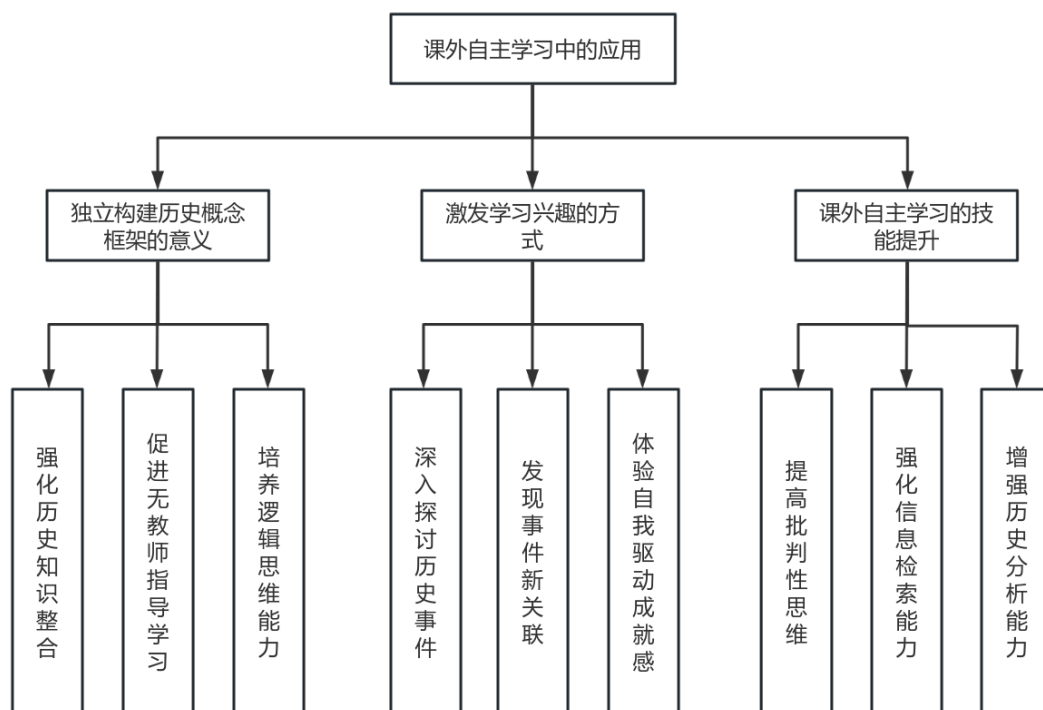 课外自主学习中的应用
独立构建历史概念
框架的意义
激发学习兴趣的方
式
课外自主学习的技
能提升
强化历史知识整合
促进无教师指导学习
培养逻辑思维能力
深入探讨历史事件
发现事件新关联
体验自我驱动成就感
提高批判性思维
强化信息检索能力
增强历史分析能力